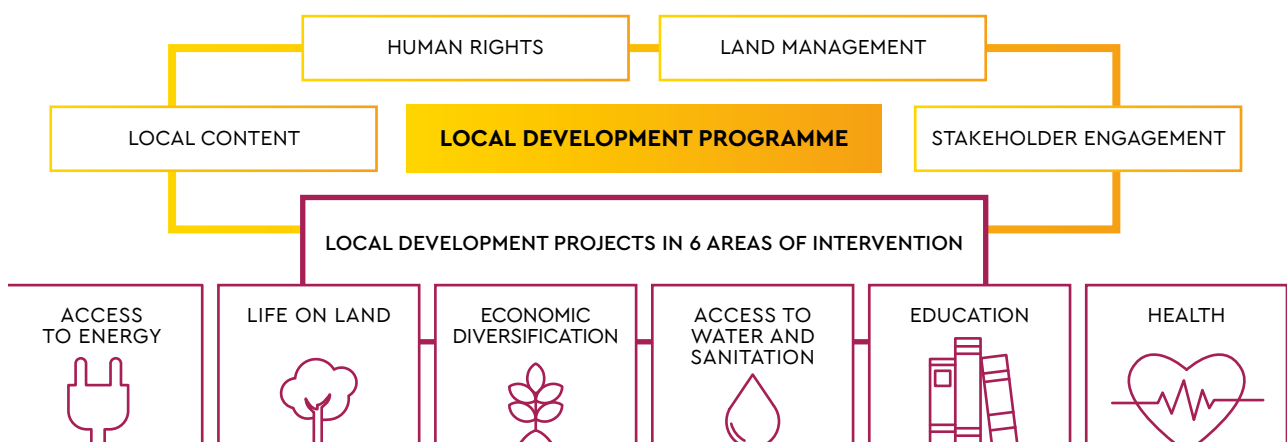 HUMAN RIGHTS
LAND MANAGEMENT
LOCAL CONTENT
LOCAL DEVELOPMENT PROGRAMME
STAKEHOLDER ENGAGEMENT
LOCAL DEVELOPMENT PROJECTS IN 6 AREAS OF INTERVENTION
ACCESS
TO ENERGY
LIFE ON LAND
ECONOMIC
DIVERSIFICATION
ACCESS TO
WATER AND
SANITATION
EDUCATION
HEALTH